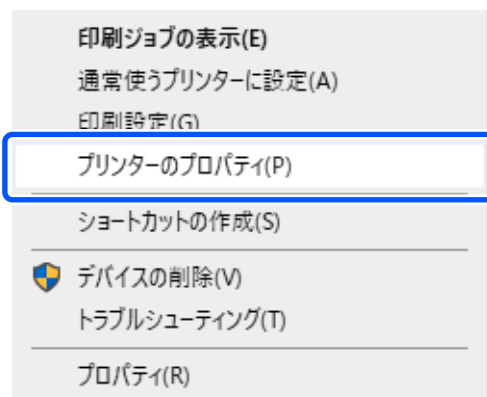 印刷ジョブの表示(E)
通常使うプリンターに設定(A)
印刷設定(G)
プリンターのプロパティ(P)
ショートカットの作成(S)
デバイスの削除(V)
トラブルシューティング(T)
プロパティ(R)